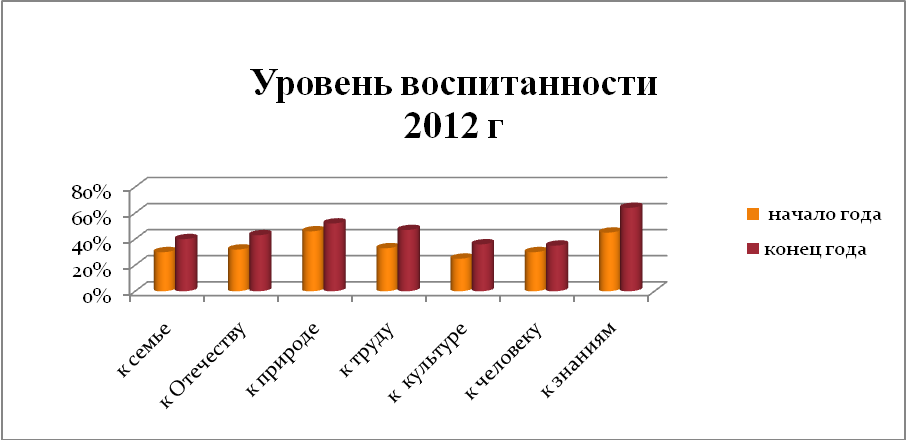 Уровень воспитанности
2012 г
80%
60%
40%
20%
0%
к семье
к Отечеству
к природе
к труду
к культуре
к человеку
к знаниям
начало года
конец года